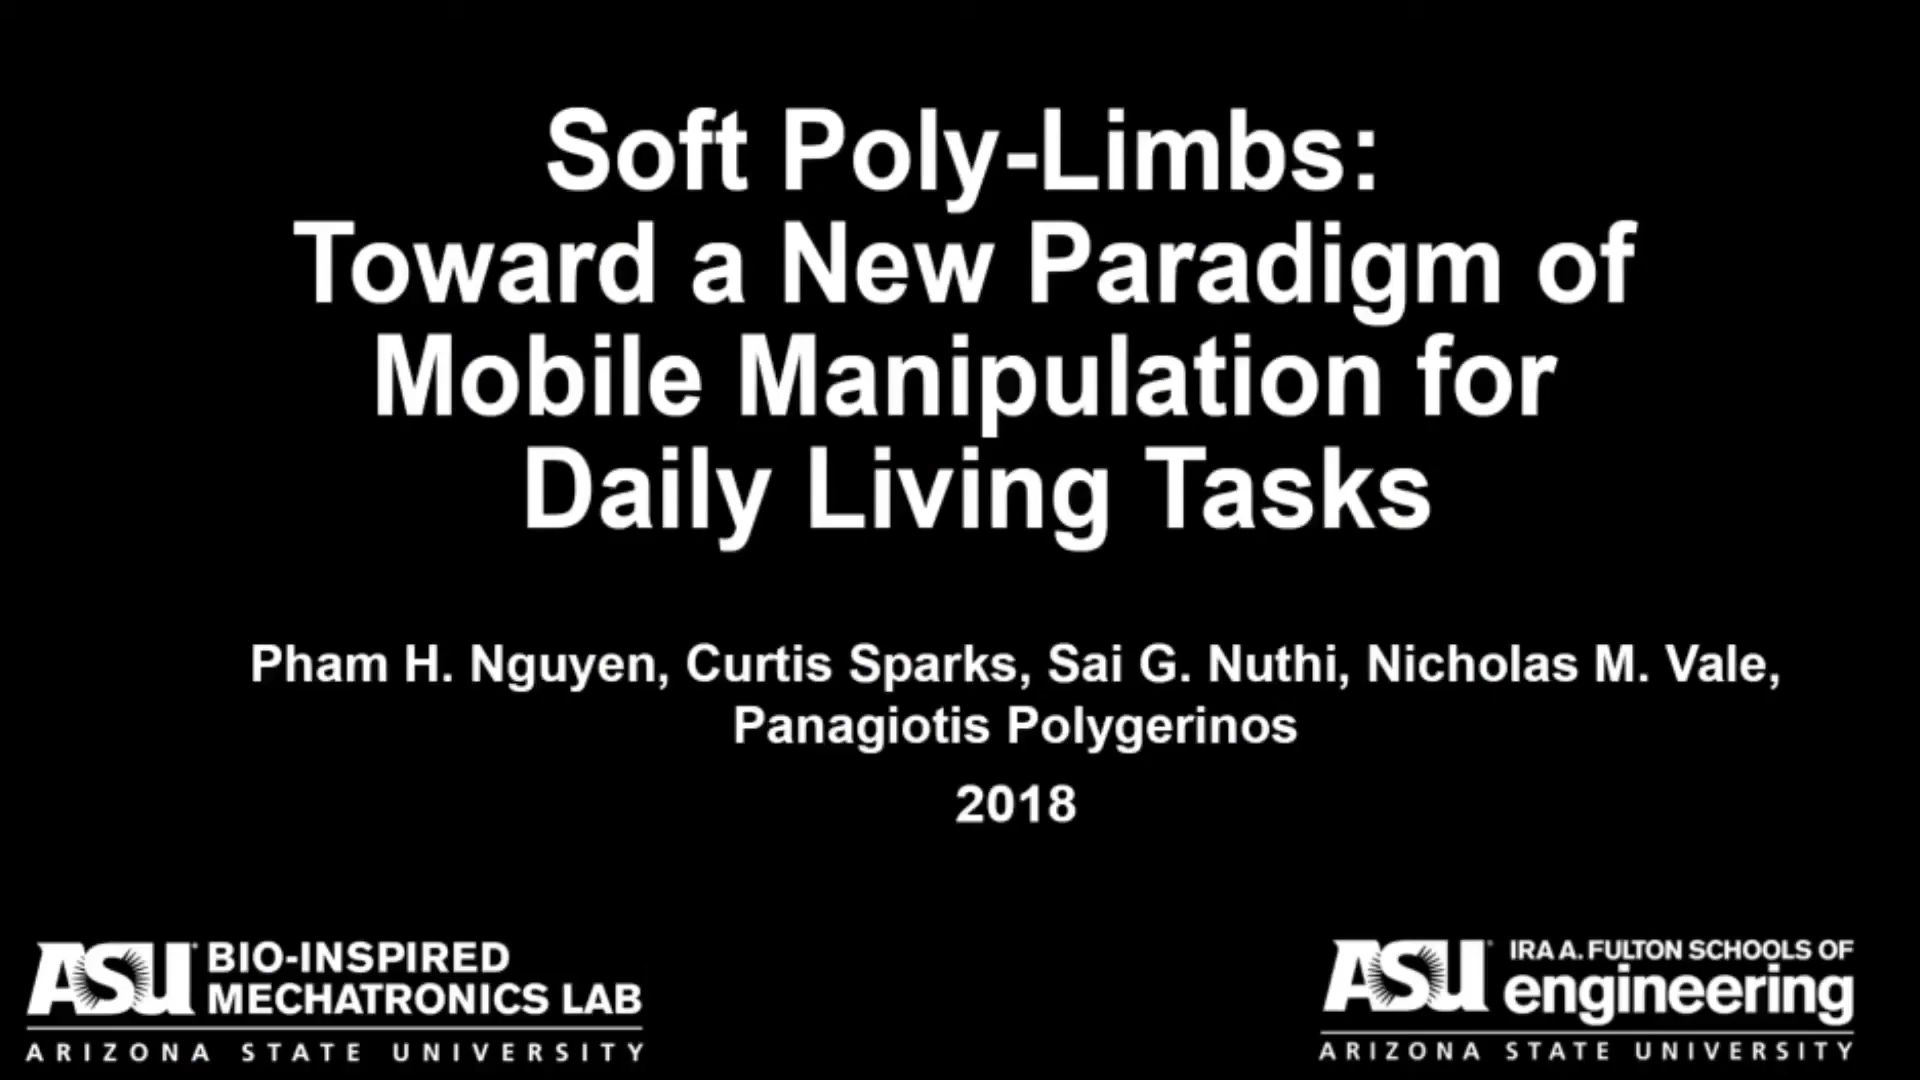 Soft Poly-Limbs:
Toward a New Paradigm of
Mobile Manipulation for
Daily Living Tasks
Pham H. Nguyen, Curtis Sparks, Sai G. Nuthi, Nicholas M. Vale,
Panagiotis Polygerinos
2018
ASU BIO-INSPIRED
MECHATRONICS LAB
ARIZONA STATE UNIVERSITY
ASU IRA A. FULTON SCHOOLS OF
engineering
ARIZONA STATE UNIVERSITY